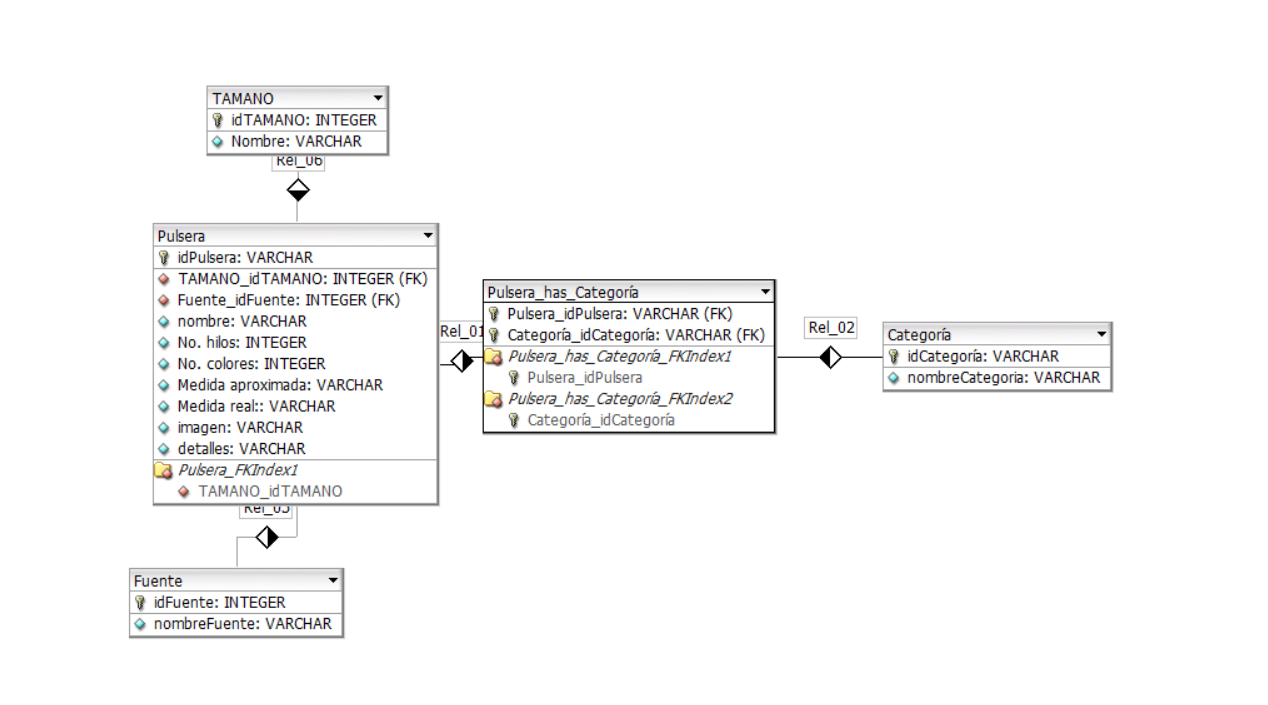 TAMANO
idTAMANO: INTEGER
Nombre: VARCHAR
Rel_06
Pulsera
idPulsera: VARCHAR
TAMANO_idTAMANO: INTEGER (FK)
Fuente_idFuente: INTEGER (FK)
nombre: VARCHAR
No. hilos: INTEGER
No. colores: INTEGER
Medida aproximada: VARCHAR
Medida real:: VARCHAR
imagen: VARCHAR
detalles: VARCHAR
Pulsera_FKIndex1
TAMANO_idTAMANO
Rel_01
Pulsera_has_Categoría
Pulsera_idPulsera: VARCHAR (FK)
Categoría_idCategoría: VARCHAR (FK)
Pulsera_has_Categoría_FKIndex1
Pulsera_idPulsera
Pulsera_has_Categoría_FKIndex2
Categoría_idCategoría
Rel_02
Categoría
idCategoría: VARCHAR
nombreCategoria: VARCHAR
Fuente
idFuente: INTEGER
nombreFuente: VARCHAR